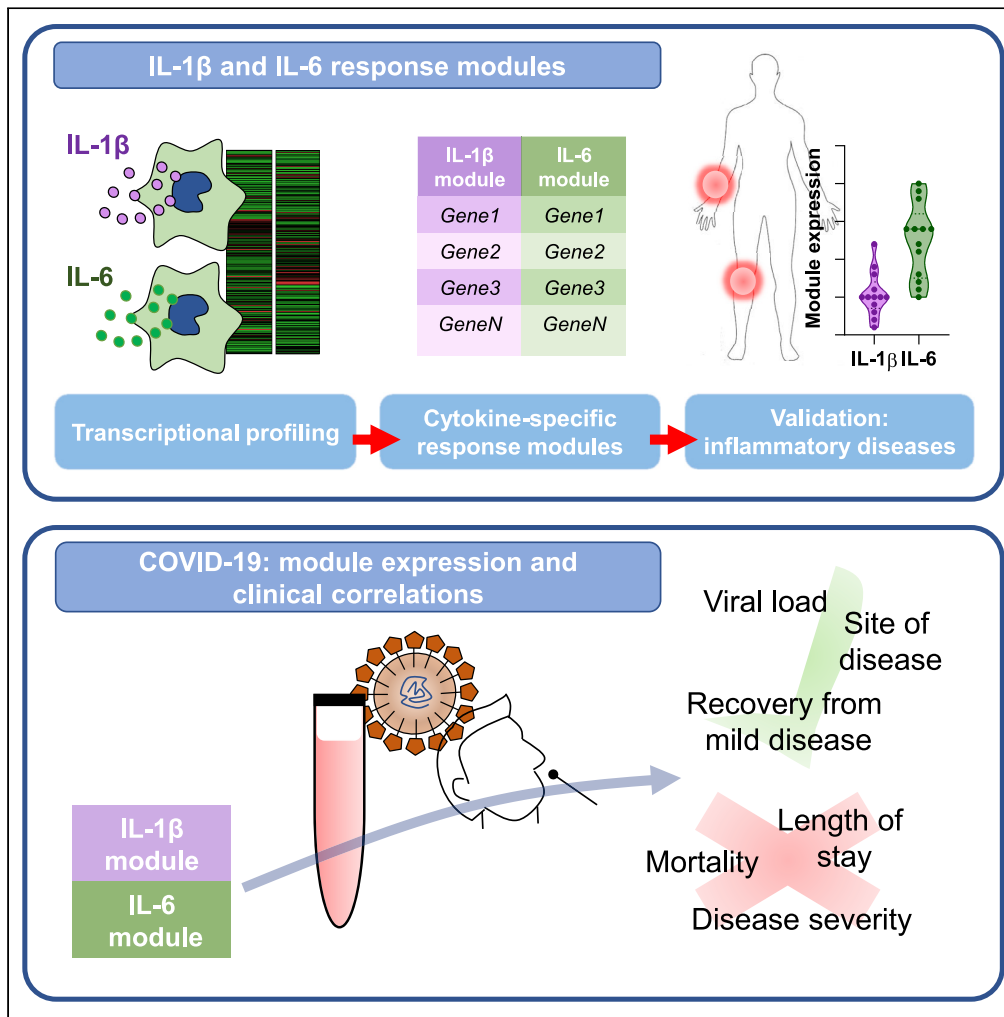 IL-1β and IL-6 response modules
IL-1β
IL-6
IL-1β
module
IL-6
module
Gene1
Gene1
Gene2
Gene2
Gene3
Gene3
GeneN
GeneN
Module expression
IL-1β
IL-6
Transcriptional profiling
Cytokine-specific
response modules
Validation:
inflammatory diseases
COVID-19: module expression and
clinical correlations
Viral load
Site of
disease
Recovery from
mild disease
Length of
stay
Mortality
Disease severity
IL-1β
module
IL-6
module